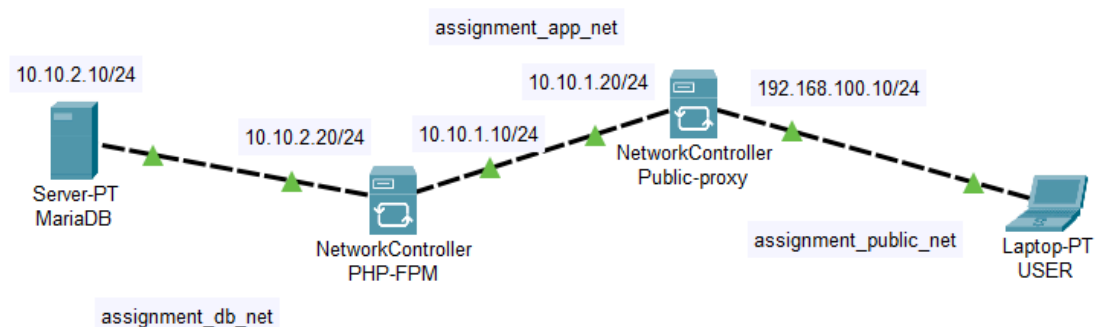 assignment_app_net
10.10.2.10/24
10.10.1.20/24
192.168.100.10/24
10.10.2.20/24
10.10.1.10/24
NetworkController
Public-proxy
Server-PT
MariaDB
NetworkController
PHP-FPM
assignment_public_net
Laptop-PT
USER
assignment_db_net